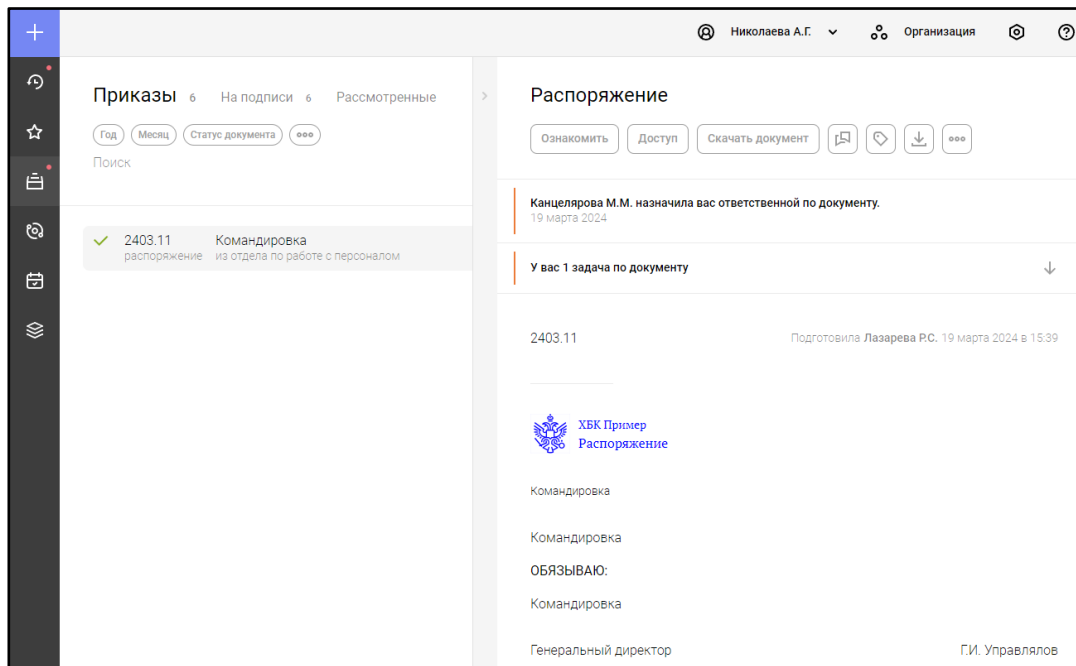 Николаева А.Г.
Организация
Приказы 6 На подписи 6 Рассмотренные
Год Месяц Статус документа
Поиск
2403.11 Командировка
распоряжение из отдела по работе с персоналом
Распоряжение
Ознакомить Доступ Скачать документ
Канцелярова М.М. назначила вас ответственной по документу.
19 марта 2024
У вас 1 задача по документу
2403.11 Подготовила Лазарева Р.С. 19 марта 2024 в 15:39
ХБК Пример
Распоряжение
Командировка
Командировка
ОБЯЗЫВАЮ:
Командировка
Генеральный директор Г.И. Управлялов